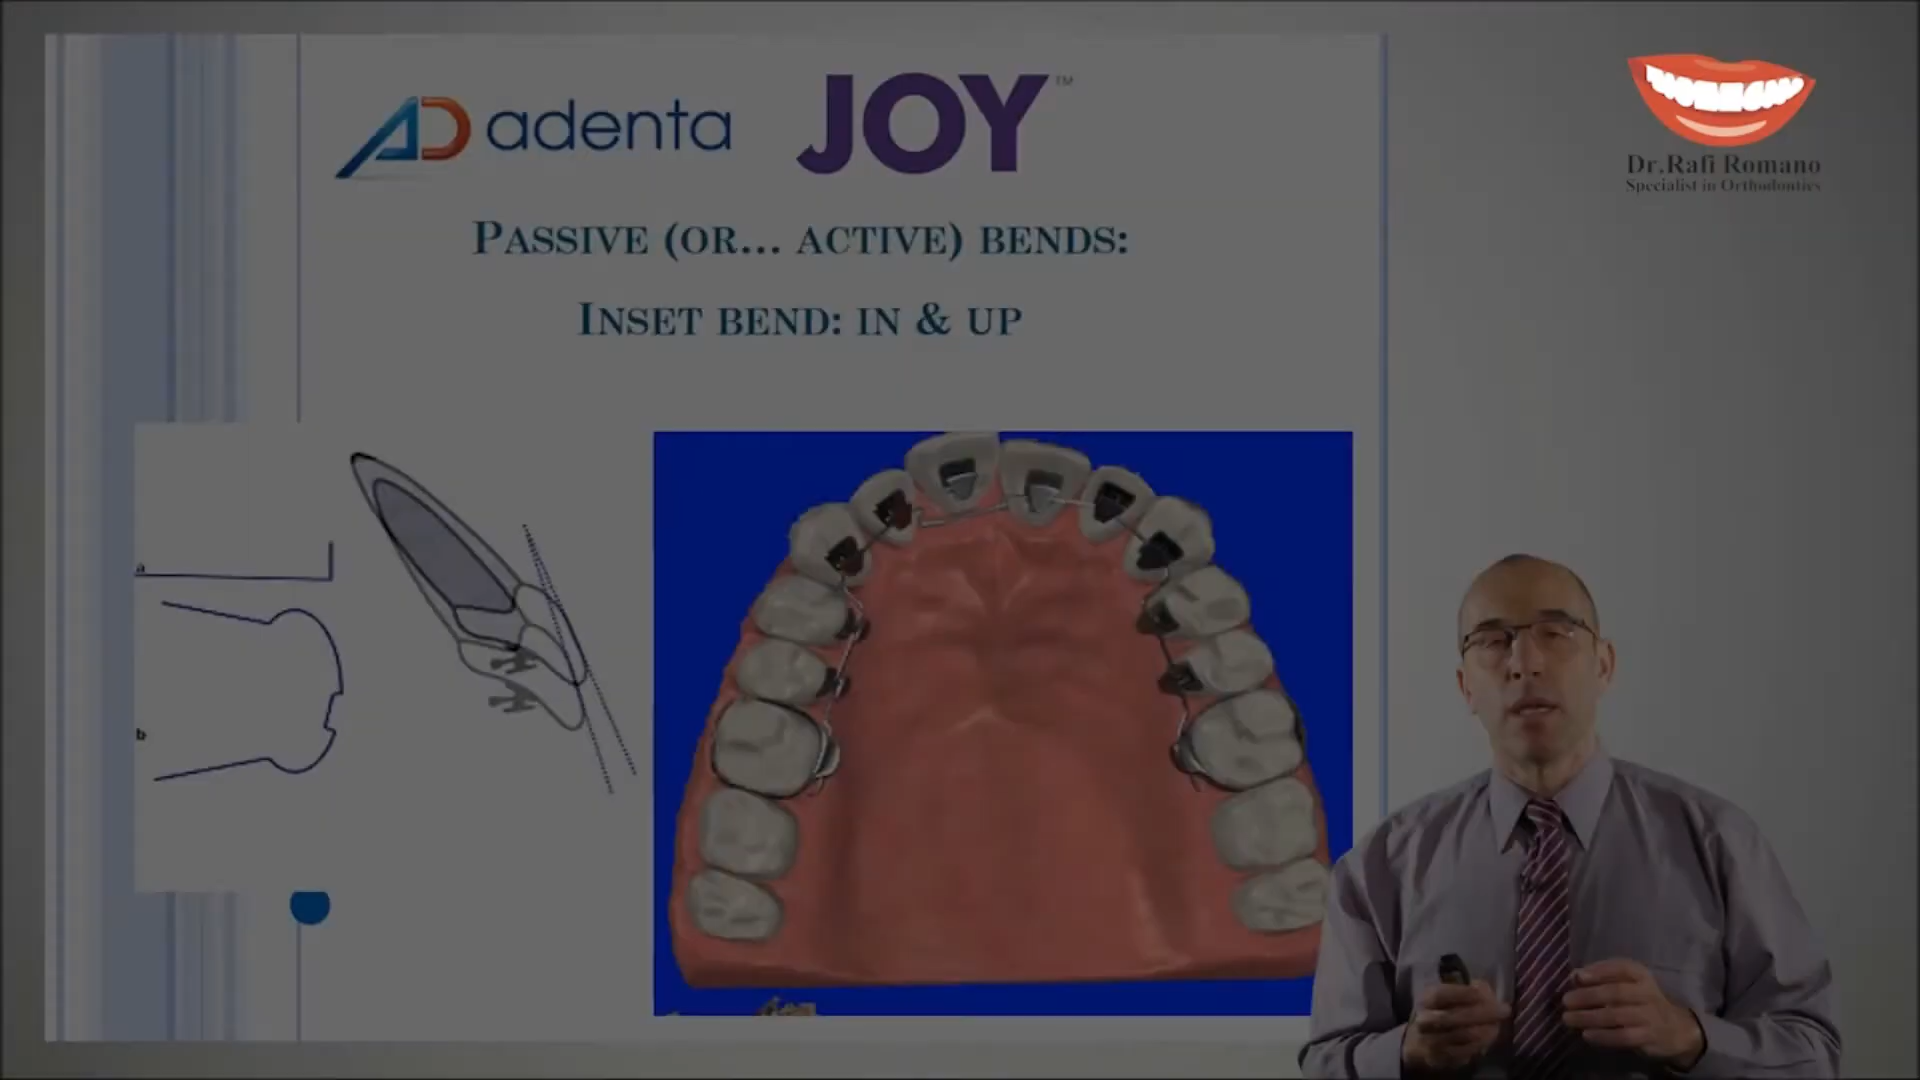 adenta JOY™
Dr.Rafi Romano
Specialist in Orthodontics
PASSIVE (OR... ACTIVE) BENDS:
INSET BEND: IN & UP
a
b